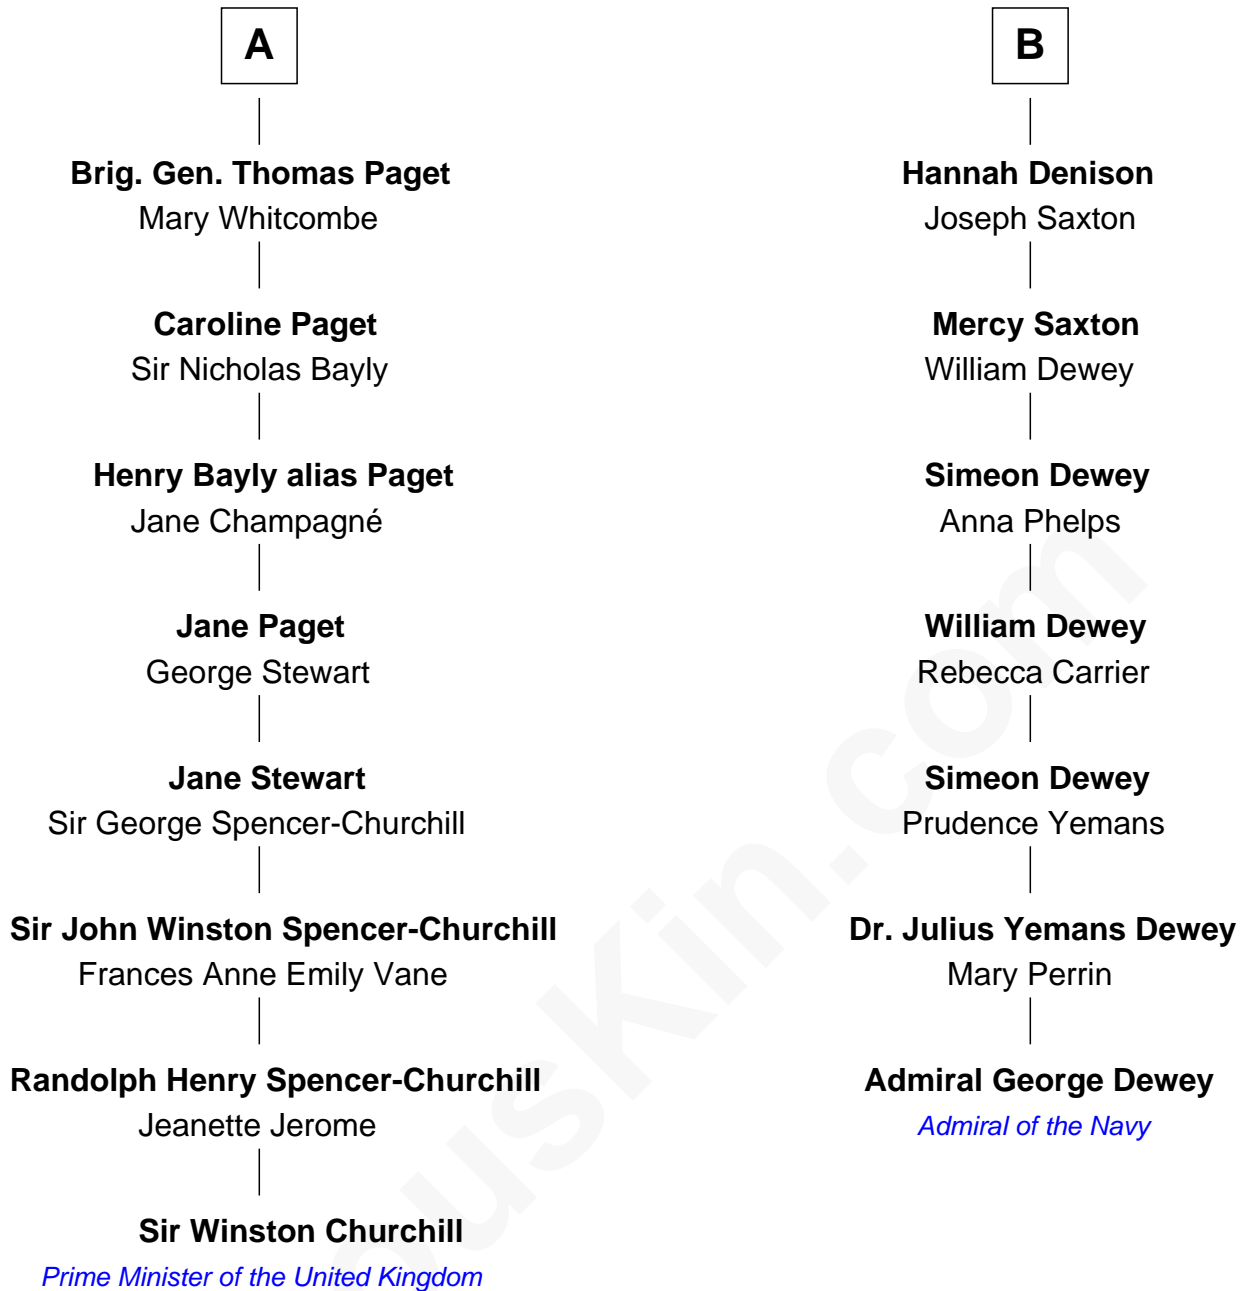 A
Brig. Gen. Thomas Paget
Mary Whitcombe
Caroline Paget
Sir Nicholas Bayly
Henry Bayly alias Paget
Jane Champagné
Jane Paget
George Stewart
Jane Stewart
Sir George Spencer-Churchill
Sir John Winston Spencer-Churchill
Frances Anne Emily Vane
Randolph Henry Spencer-Churchill
Jeanette Jerome
Sir Winston Churchill
Prime Minister of the United Kingdom
B
Hannah Denison
Joseph Saxton
Mercy Saxton
William Dewey
Simeon Dewey
Anna Phelps
William Dewey
Rebecca Carrier
Simeon Dewey
Prudence Yemans
Dr. Julius Yemans Dewey
Mary Perrin
Admiral George Dewey
Admiral of the Navy
ousKin.com